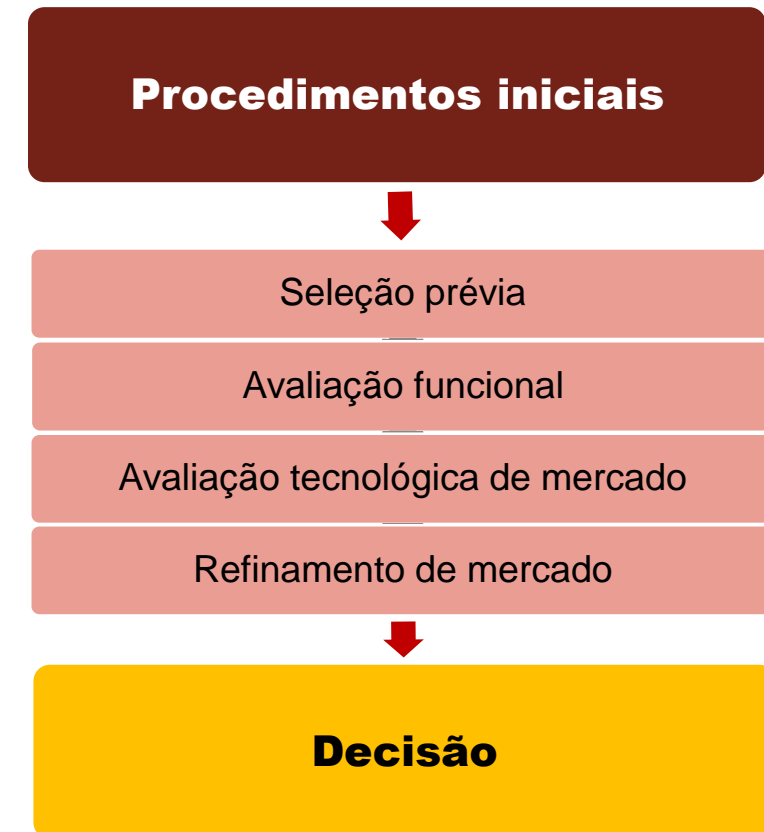 Procedimentos iniciais
Seleção prévia
Avaliação funcional
Avaliação tecnológica de mercado
Refinamento de mercado
Decisão